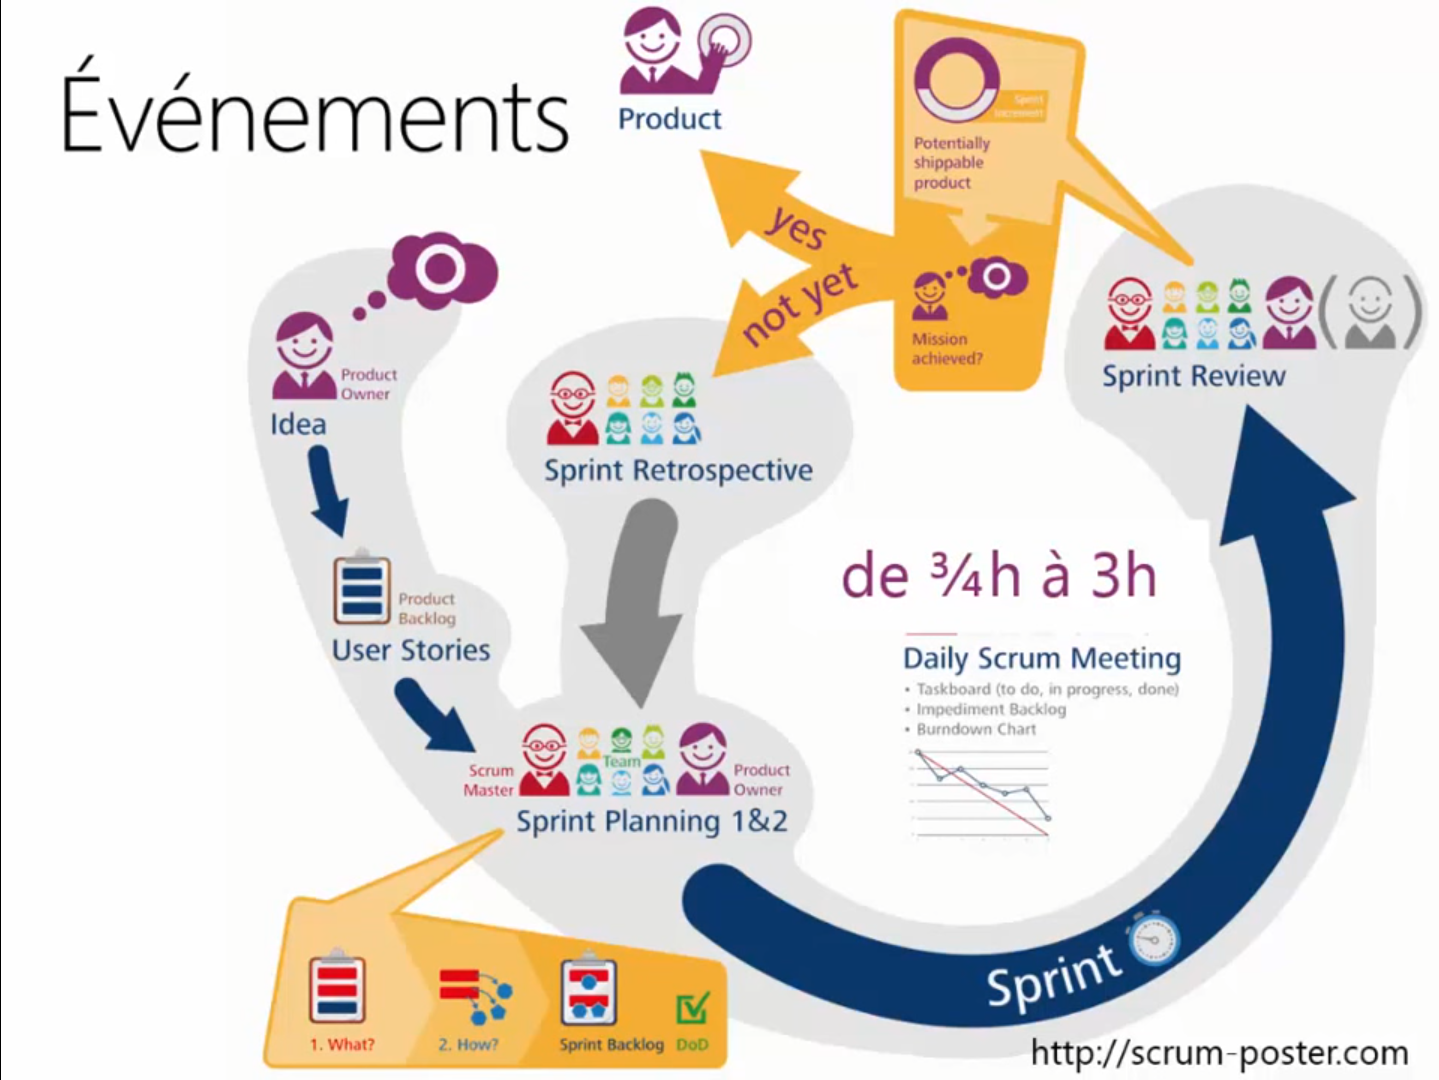 Événements
Product
Sprint
Increment
Potentially
shippable
product
yes
not yet
Mission
achieved?
Sprint Review
Product
Owner
Idea
Sprint Retrospective
de ¾h à 3h
Product
Backlog
User Stories
Daily Scrum Meeting
• Taskboard (to do, in progress, done)
• Impediment Backlog
• Burndown Chart
Scrum
Master
Team
Product
Owner
Sprint Planning 1&2
Sprint
1. What?
2. How?
Sprint Backlog
DoD
http://scrum-poster.com